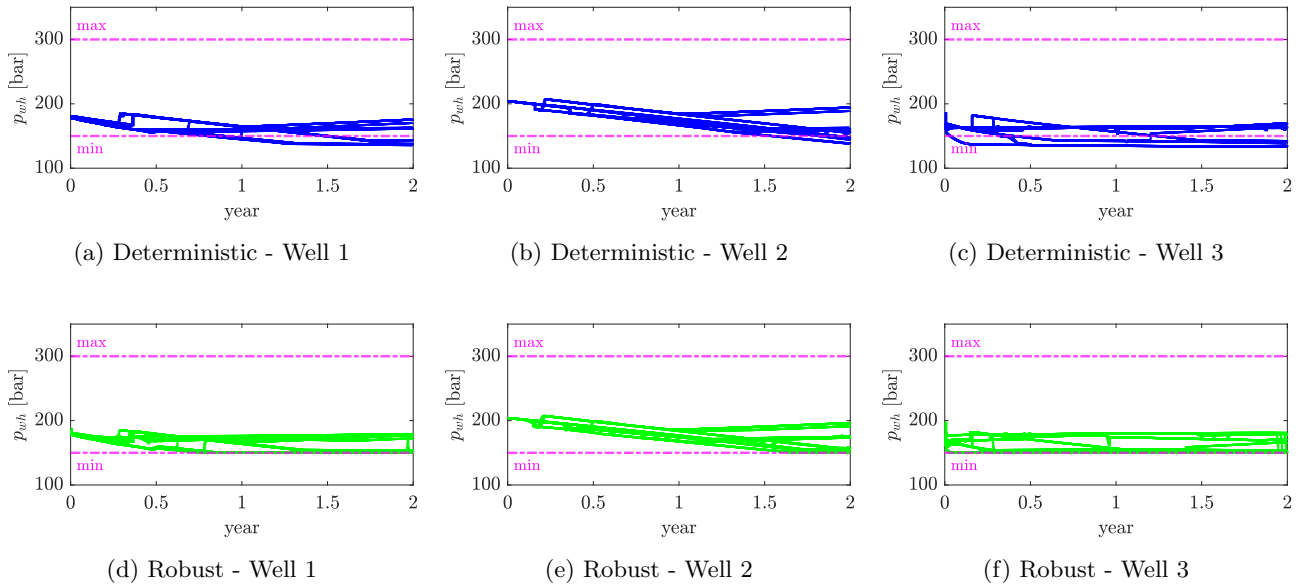 max
300
200
100
min
p_wh [bar]
0 0.5 1 1.5 2
year
(a) Deterministic - Well 1
max
300
200
100
min
p_wh [bar]
0 0.5 1 1.5 2
year
(b) Deterministic - Well 2
max
300
200
100
min
p_wh [bar]
0 0.5 1 1.5 2
year
(c) Deterministic - Well 3
max
300
200
100
min
p_wh [bar]
0 0.5 1 1.5 2
year
(d) Robust - Well 1
max
300
200
100
min
p_wh [bar]
0 0.5 1 1.5 2
year
(e) Robust - Well 2
max
300
200
100
min
p_wh [bar]
0 0.5 1 1.5 2
year
(f) Robust - Well 3